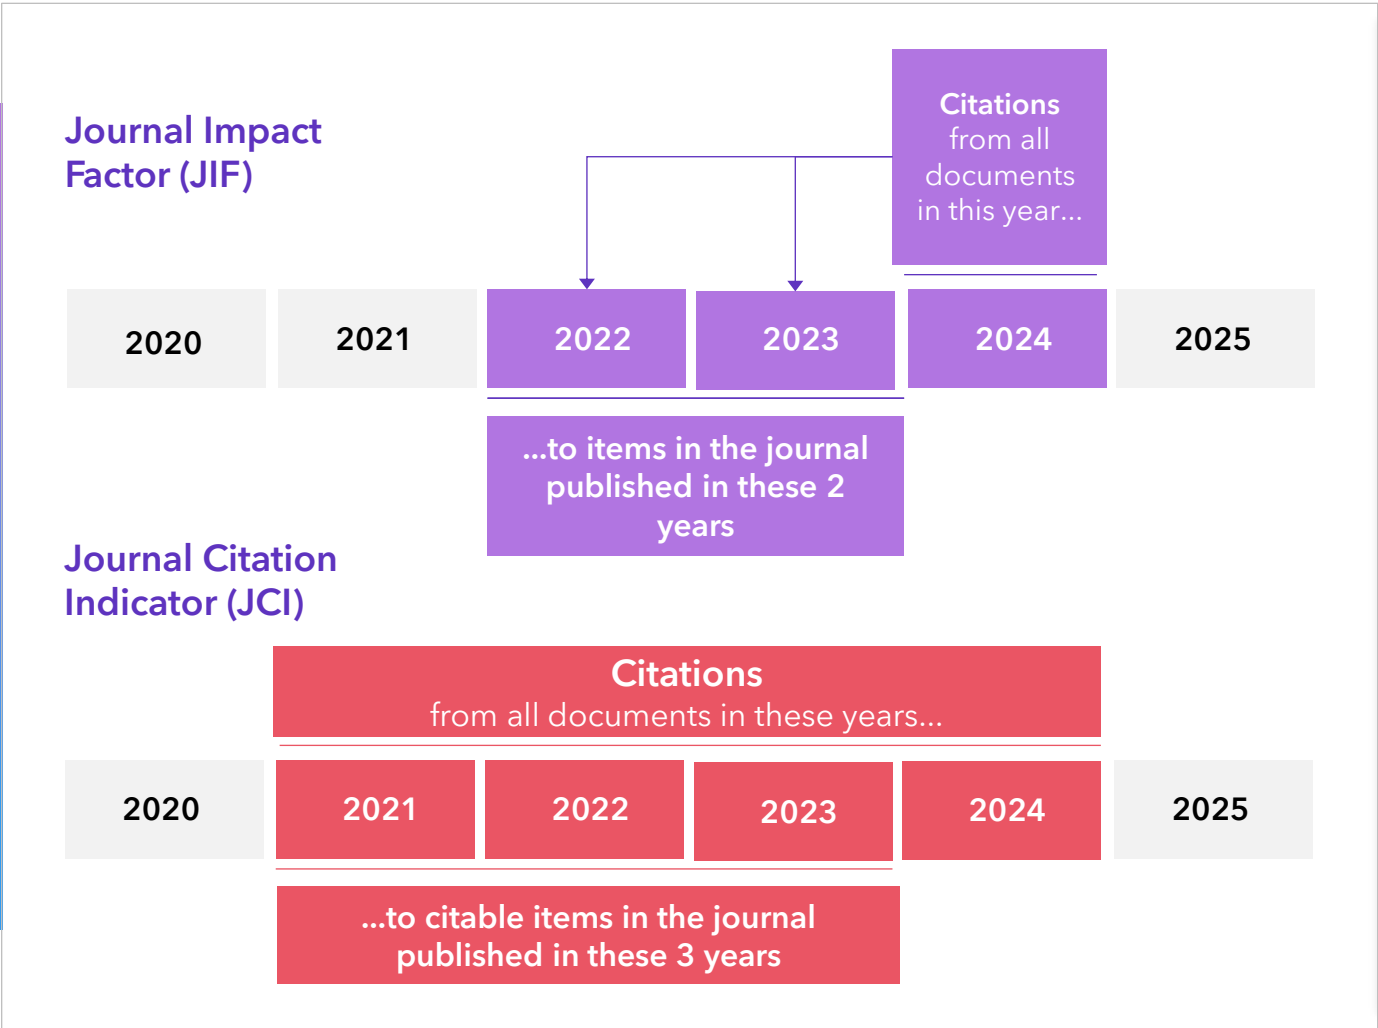 Journal Impact
Factor (JIF)
Citations
from all
documents
in this year...
2020
2021
2022
2023
2024
2025
...to items in the journal
published in these 2
years
Journal Citation
Indicator (JCI)
Citations
from all documents in these years...
2020
2021
2022
2023
2024
2025
...to citable items in the journal
published in these 3 years